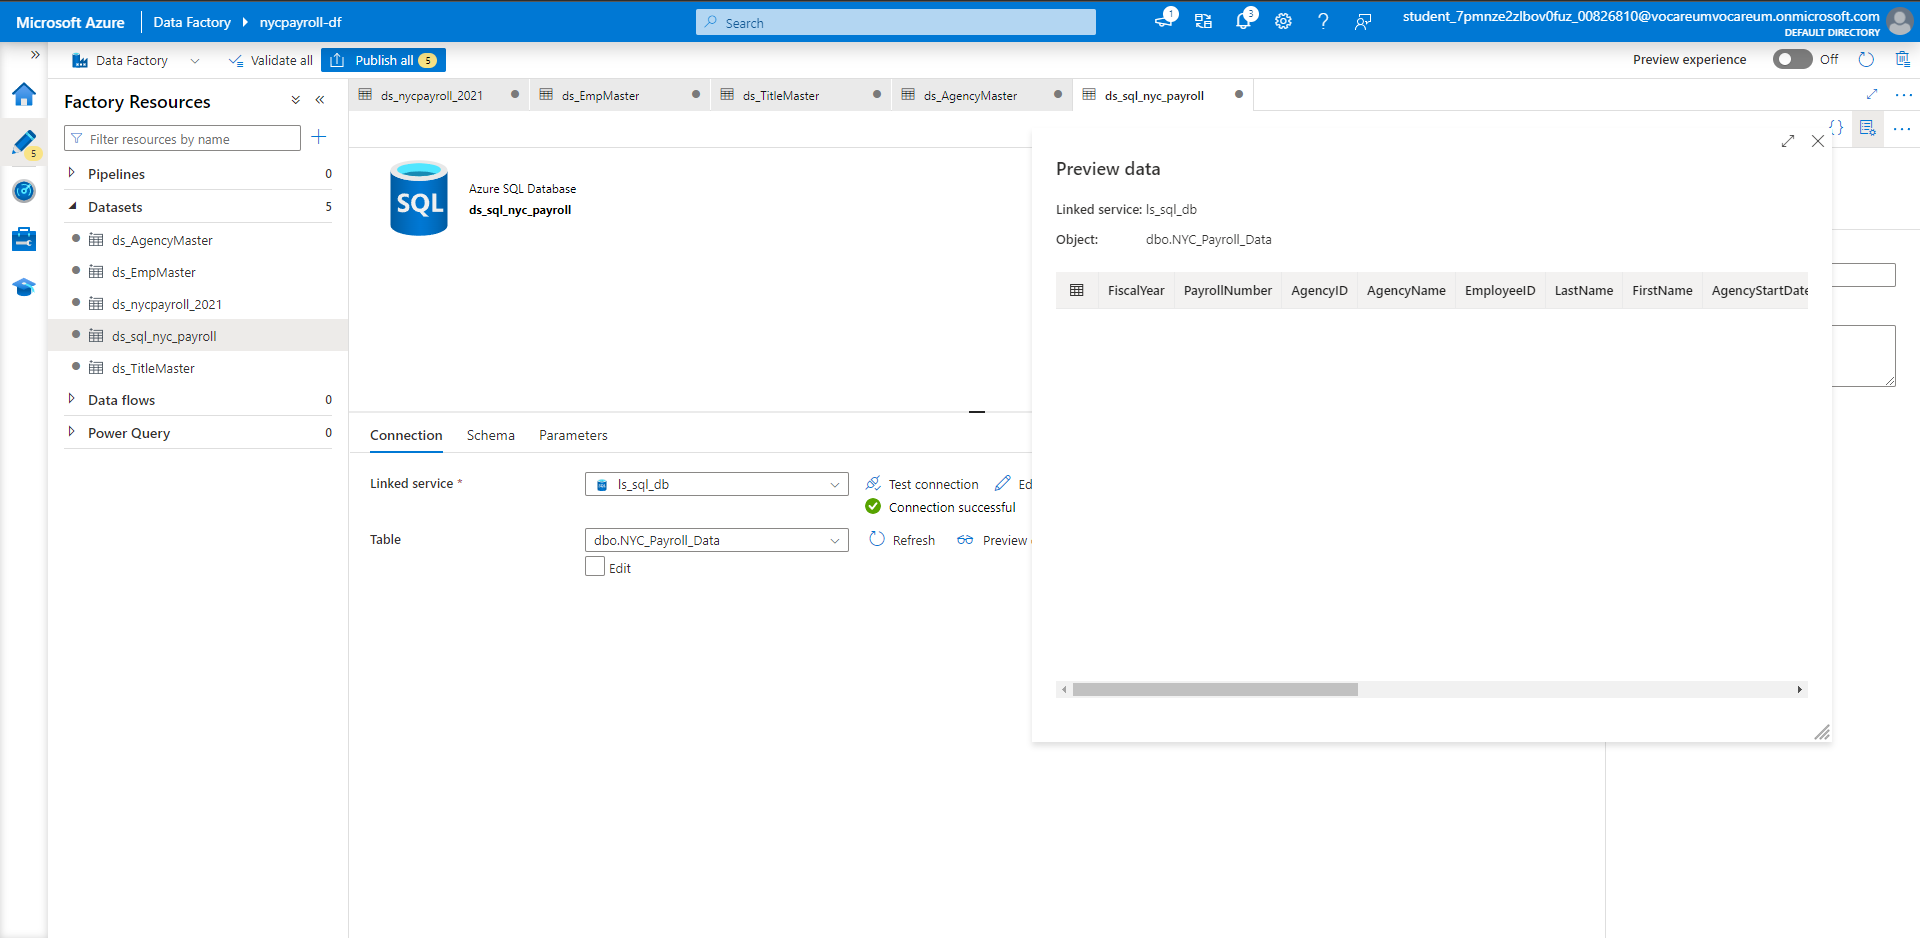 Microsoft Azure
Data Factory
nycpayroll-df
Search
1
3
student_7pmnze2zlbov0fuz_00826810@vocareumvocareum.onmicrosoft.com
DEFAULT DIRECTORY
Data Factory
Validate all
Publish all 5
Preview experience
Off
5
Factory Resources
Filter resources by name
Pipelines 0
Datasets 5
ds_AgencyMaster
ds_EmpMaster
ds_nycpayroll_2021
ds_sql_nyc_payroll
ds_TitleMaster
Data flows 0
Power Query 0
ds_nycpayroll_2021
ds_EmpMaster
ds_TitleMaster
ds_AgencyMaster
ds_sql_nyc_payroll
SQL
Azure SQL Database
ds_sql_nyc_payroll
Connection Schema Parameters
Linked service *
ls_sql_db
Test connection
Ed
Connection successful
Table
dbo.NYC_Payroll_Data
Refresh
Preview
Edit
Preview data
Linked service: ls_sql_db
Object: dbo.NYC_Payroll_Data
FiscalYear PayrollNumber AgencyID AgencyName EmployeeID LastName FirstName AgencyStartDate